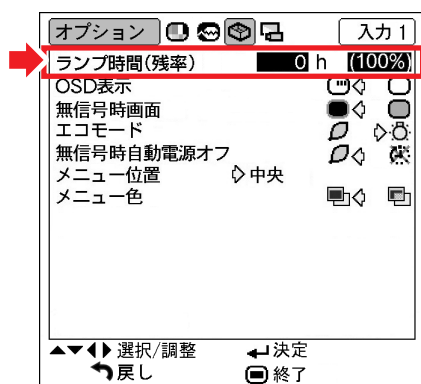 オプション 入力 1
ランプ時間(残率) 0 h (100%)
OSD表示
無信号時画面
エコモード
無信号時自動電源オフ
メニュー位置 中央
メニュー色
選択/調整 決定
戻し 終了